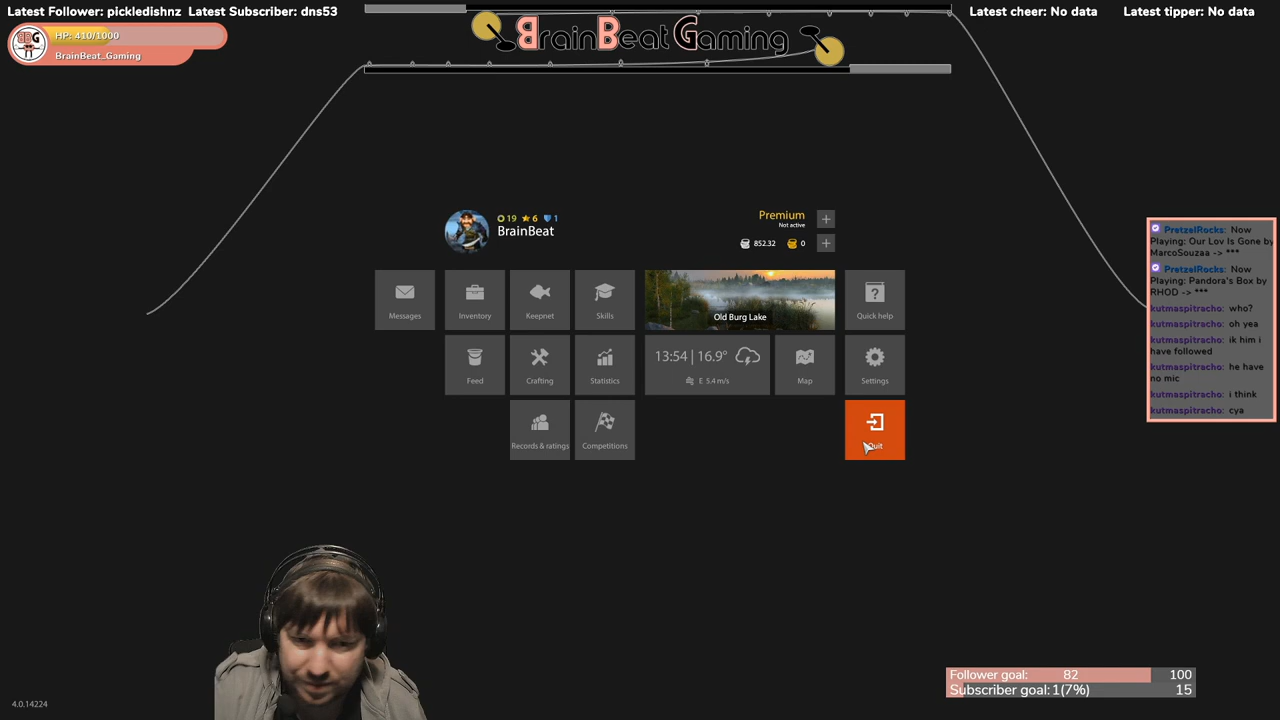 Latest Follower: pickledishnz Latest Subscriber: dns53
Latest cheer: No data
Latest tipper: No data
BrainBeat Gaming
BBG
HP: 410/1000
BrainBeat_Gaming
19 6 1
BrainBeat
Premium
Not active
852.32 0
Messages
Inventory
Keepnet
Skills
Old Burg Lake
Quick help
Feed
Crafting
Statistics
13:54 | 16.9°
E 5.4 m/s
Map
Settings
Records & ratings
Competitions
Quit
PretzelRocks: Now
Playing: Our Lov Is Gone by
MarcoSouzaa -> ***
PretzelRocks: Now
Playing: Pandora's Box by
RHOD -> ***
kutmaspitracho: who?
kutmaspitracho: oh yea
kutmaspitracho: ik him i
have followed
kutmaspitracho: he have
no mic
kutmaspitracho: i think
kutmaspitracho: cya
Follower goal: 82 100
Subscriber goal: 1(7%) 15
4.0.14224